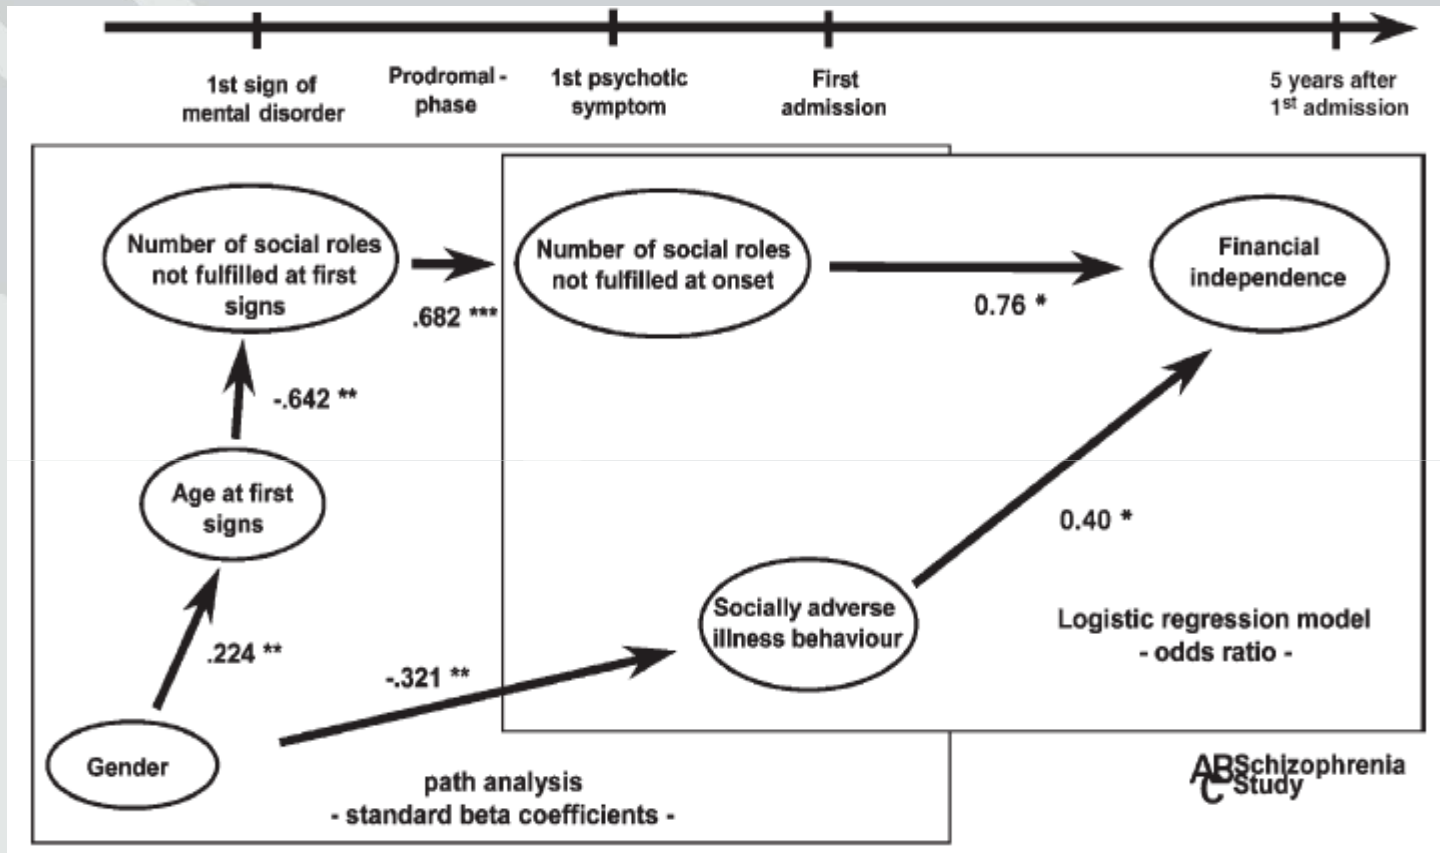 1st sign of
mental disorder
Prodromal -
phase
1st psychotic
symptom
First
admission
5 years after
1st admission
Number of social roles
not fulfilled at first
signs
.682 ***
Number of social roles
not fulfilled at onset
0.76 *
Financial
independence
-.642 **
Age at first
signs
0.40 *
.224 **
Socially adverse
illness behaviour
Logistic regression model
- odds ratio -
-.321 **
Gender
path analysis
- standard beta coefficients -
ABC Schizophrenia
Study